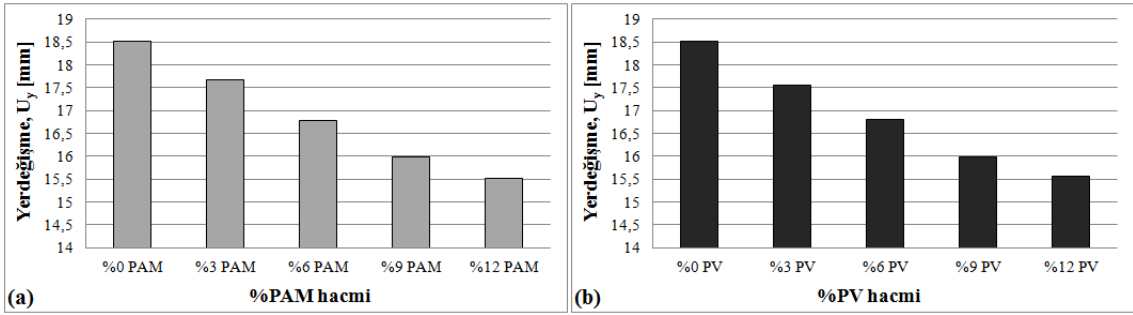 Yerdeğişme, Uy [mm]
19
18,5
18
17,5
17
16,5
16
15,5
15
14,5
14
%0 PAM %3 PAM %6 PAM %9 PAM %12 PAM
%PAM hacmi
(a)
Yerdeğişme, Uy [mm]
19
18,5
18
17,5
17
16,5
16
15,5
15
14,5
14
%0 PV %3 PV %6 PV %9 PV %12 PV
%PV hacmi
(b)